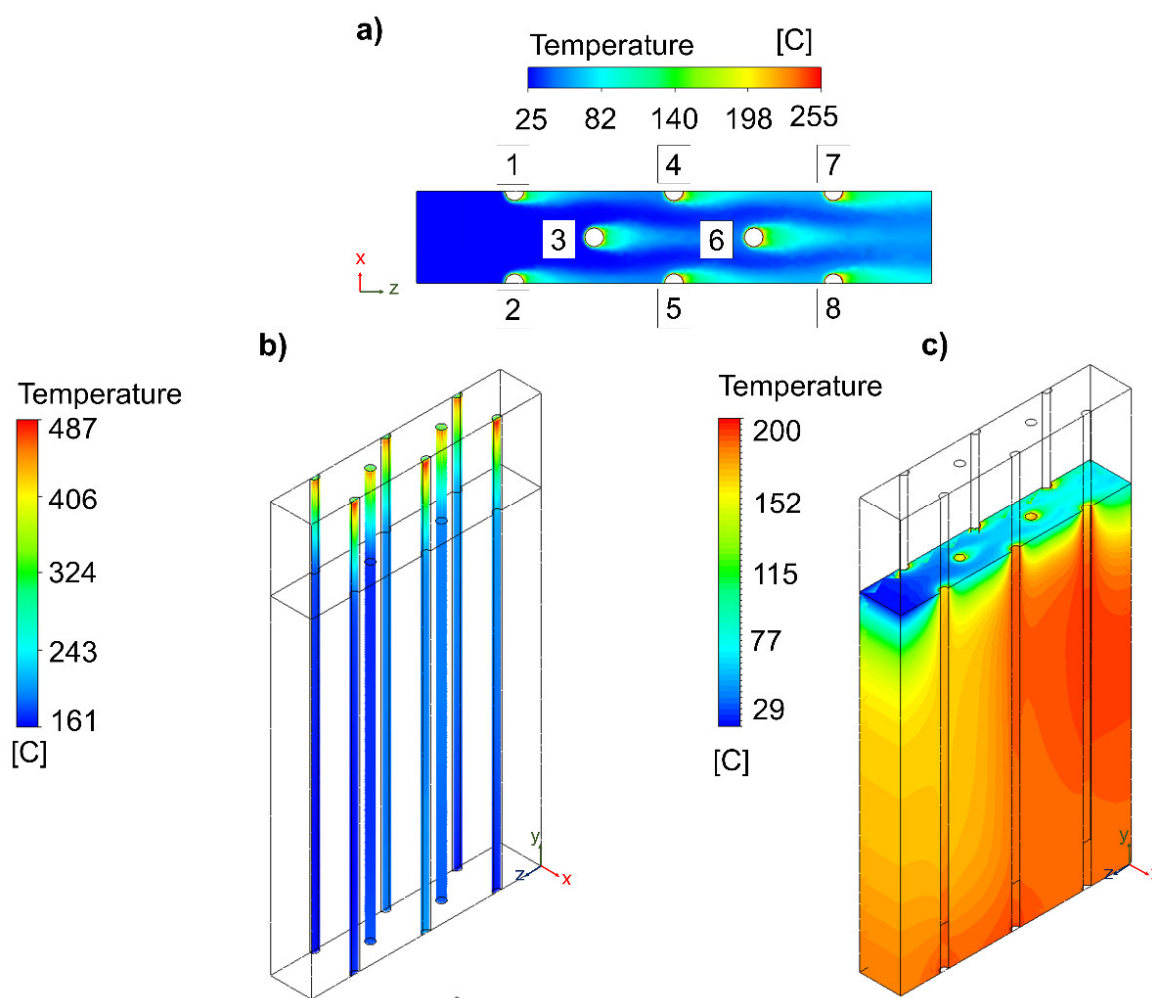 a)
Temperature [C]
25 82 140 198 255
1 4 7
3 6
x
z
2 5 8
b)
Temperature
487
406
324
243
161
[C]
y
z x
c)
Temperature
200
152
115
77
29
[C]
y
z